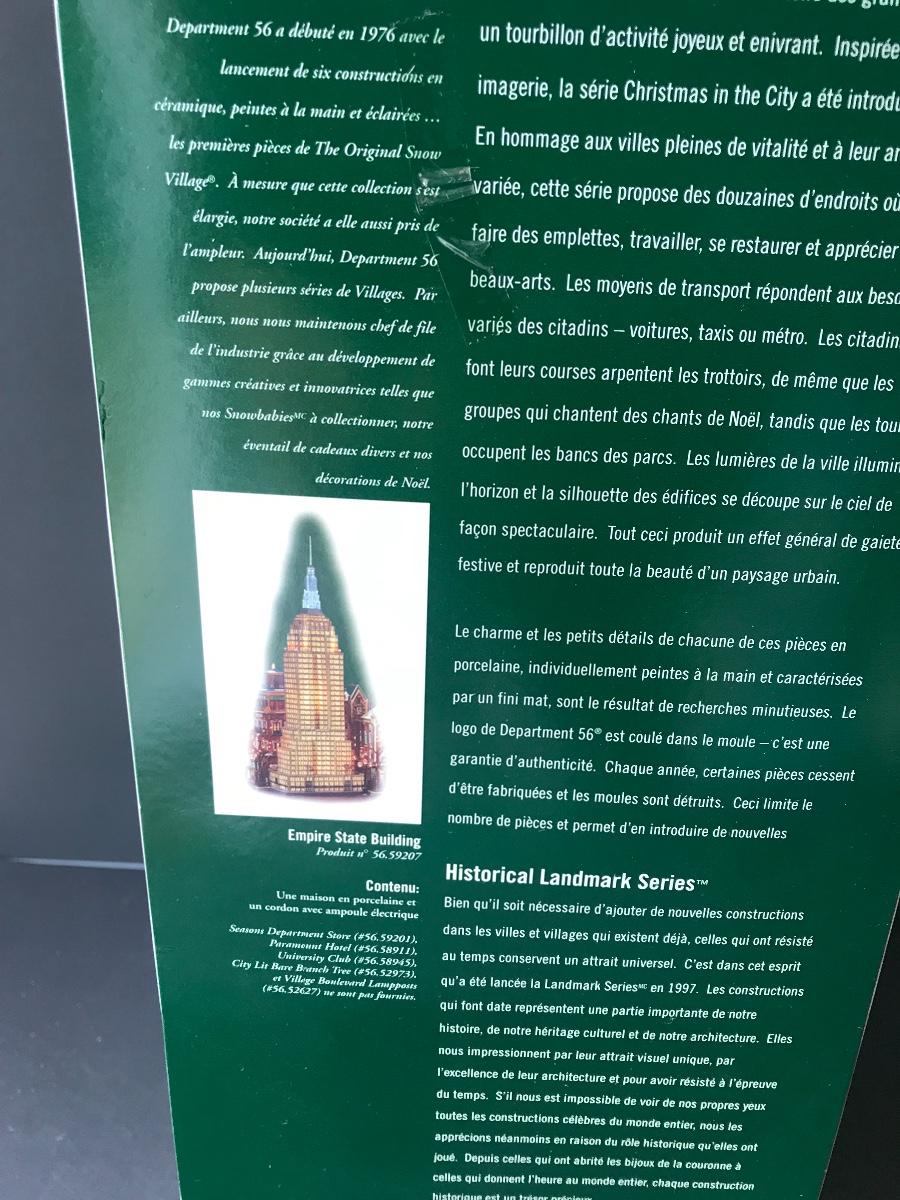 Department 56 a débuté en 1976 avec le
lancement de six constructions en
céramique, peintes à la main et éclairées ...
les premières pièces de The Original Snow
Village®. À mesure que cette collection s'est
élargie, notre société a elle aussi pris de
l'ampleur. Aujourd'hui, Department 56
propose plusieurs séries de Villages. Par
ailleurs, nous nous maintenons chef de file
de l'industrie grâce au développement de
gammes créatives et innovatrices telles que
nos Snowbabiesᴹᶜ à collectionner, notre
éventail de cadeaux divers et nos
décorations de Noël.
Empire State Building
Produit n° 56.59207
Contenu:
Une maison en porcelaine et
un cordon avec ampoule électrique
Seasons Department Store (#56.59201),
Paramount Hotel (#56.58911),
University Club (#56.58945),
City Lit Bare Branch Tree (#56.52973),
et Village Boulevard Lampposts
(#56.52627) ne sont pas fournies.
un tourbillon d'activité joyeux et enivrant. Inspirée
imagerie, la série Christmas in the City a été introdu
En hommage aux villes pleines de vitalité et à leur ar
variée, cette série propose des douzaines d'endroits où
faire des emplettes, travailler, se restaurer et apprécier
beaux-arts. Les moyens de transport répondent aux beso
variés des citadins – voitures, taxis ou métro. Les citadin
font leurs courses arpentent les trottoirs, de même que les
groupes qui chantent des chants de Noël, tandis que les tou
occupent les bancs des parcs. Les lumières de la ville illumin
l'horizon et la silhouette des édifices se découpe sur le ciel de
façon spectaculaire. Tout ceci produit un effet général de gaieté
festive et reproduit toute la beauté d'un paysage urbain.
Le charme et les petits détails de chacune de ces pièces en
porcelaine, individuellement peintes à la main et caractérisées
par un fini mat, sont le résultat de recherches minutieuses. Le
logo de Department 56® est coulé dans le moule – c'est une
garantie d'authenticité. Chaque année, certaines pièces cessent
d'être fabriquées et les moules sont détruits. Ceci limite le
nombre de pièces et permet d'en introduire de nouvelles
Historical Landmark Series™
Bien qu'il soit nécessaire d'ajouter de nouvelles constructions
dans les villes et villages qui existent déjà, celles qui ont résisté
au temps conservent un attrait universel. C'est dans cet esprit
qu'a été lancée la Landmark Seriesᴹᶜ en 1997. Les constructions
qui font date représentent une partie importante de notre
histoire, de notre héritage culturel et de notre architecture. Elles
nous impressionnent par leur attrait visuel unique, par
l'excellence de leur architecture et pour avoir résisté à l'épreuve
du temps. S'il nous est impossible de voir de nos propres yeux
toutes les constructions célèbres du monde entier, nous les
apprécions néanmoins en raison du rôle historique qu'elles ont
joué. Depuis celles qui ont abrité les bijoux de la couronne à
celles qui donnent l'heure au monde entier, chaque construction
historique est un trésor précieux.